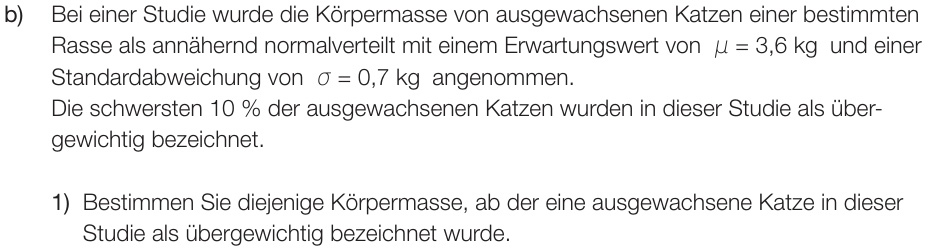 b) Bei einer Studie wurde die Körpermasse von ausgewachsenen Katzen einer bestimmten
Rasse als annähernd normalverteilt mit einem Erwartungswert von μ = 3,6 kg und einer
Standardabweichung von σ = 0,7 kg angenommen.
Die schwersten 10 % der ausgewachsenen Katzen wurden in dieser Studie als über-
gewichtig bezeichnet.
1) Bestimmen Sie diejenige Körpermasse, ab der eine ausgewachsene Katze in dieser
Studie als übergewichtig bezeichnet wurde.